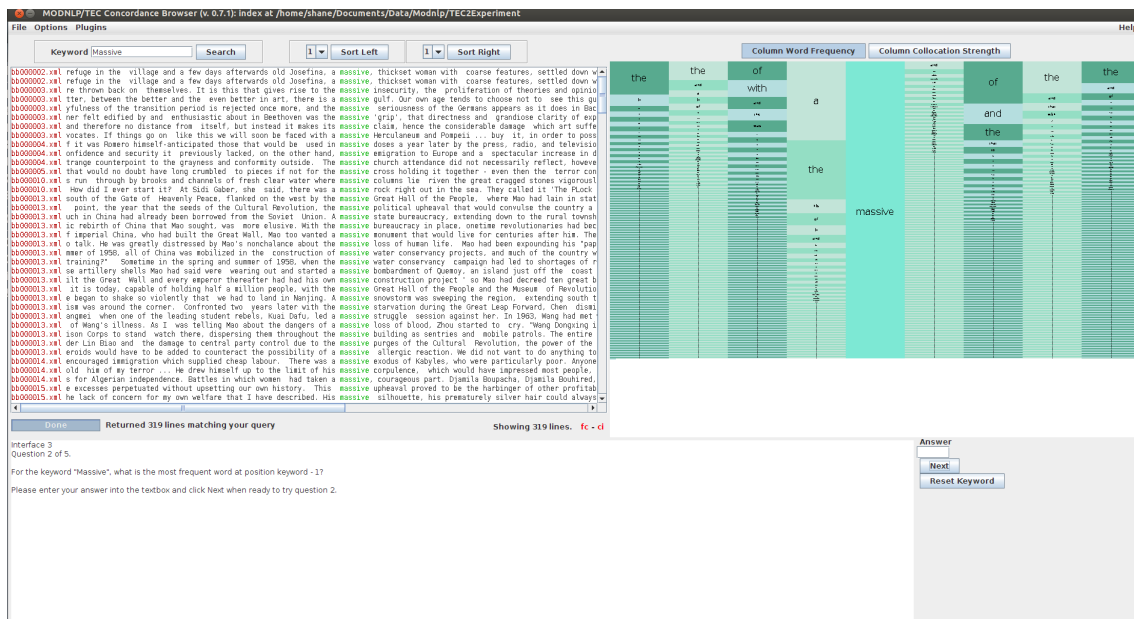 MODNLP/TEC Concordance Browser (v. 0.7.1): index at /home/shane/Documents/Data/Modnlp/TEC2Experiment
File Options Plugins Help
Keyword Massive Search 1 Sort Left 1 Sort Right Column Word Frequency Column Collocation Strength
bb000002.xml refuge in the village and a few days afterwards old Josefina, a massive, thickset woman with coarse features, settled down w
bb000002.xml refuge in the village and a few days afterwards old Josefina, a massive, thickset woman with coarse features, settled down w
bb000003.xml re thrown back on themselves. It is this that gives rise to the massive insecurity, the proliferation of theories and opinio
bb000003.xml tter, between the better and the even better in art, there is a massive gulf. Our own age tends to choose not to see this gu
bb000003.xml yfulness of the transition period is rejected once more, and the massive seriousness of the Germans appears as it does in Bac
bb000003.xml ner felt edified by and enthusiastic about in Beethoven was the massive 'grip', that directness and grandiose clarity of exp
bb000003.xml and therefore no distance from itself, but instead it makes its massive claim, hence the considerable damage which art suffe
bb000003.xml vocates. If things go on like this we will soon be faced with a massive Herculaneum and Pompeii ... buy it, in order to poss
bb000004.xml f it was Romero himself-anticipated those that would be used in massive doses a year later by the press, radio, and televisio
bb000004.xml onfidence and security it previously lacked, on the other hand, massive emigration to Europe and a spectacular increase in d
bb000004.xml trange counterpoint to the grayness and conformity outside. The massive church attendance did not necessarily reflect, howeve
bb000005.xml that would no doubt have long crumbled to pieces if not for the massive cross holding it together - even then the terror con
bb000010.xml s run through by brooks and channels of fresh clear water where massive columns lie riven the great cragged stones vigorousl
bb000010.xml How did I ever start it? At Sidi Gaber, she said, there was a massive rock right out in the sea. They called it 'The PLock
bb000013.xml south of the Gate of Heavenly Peace, flanked on the west by the massive Great Hall of the People, where Mao had lain in stat
bb000013.xml point, the year that the seeds of the Cultural Revolution, the massive political upheaval that would convulse the country a
bb000013.xml uch in China had already been borrowed from the Soviet Union. A massive state bureaucracy, extending down to the rural townsh
bb000013.xml ic rebirth of China that Mao sought, was more elusive. With the massive bureaucracy in place, onetime revolutionaries had bec
bb000013.xml f imperial China, who had built the Great Wall, Mao too wanted a massive monument that would live for centuries after him. The
bb000013.xml o talk. He was greatly distressed by Mao's nonchalance about the massive loss of human life. Mao had been expounding his "pap
bb000013.xml mmer of 1958, all of China was mobilized in the construction of massive water conservancy projects, and much of the country w
bb000013.xml training?" Sometime in the spring and summer of 1958, when the massive water conservancy campaign had led to shortages of r
bb000013.xml se artillery shells Mao had said were wearing out and started a massive bombardment of Quemoy, an island just off the coast
bb000013.xml ilt the Great Wall and every emperor thereafter had had his own massive construction project " so Mao had decreed ten great b
bb000013.xml it is today, capable of holding half a million people, with the massive Great Hall of the People and the Museum of Revolutio
bb000013.xml e began to shake so violently that we had to land in Nanjing. A massive snowstorm was sweeping the region, extending south t
bb000013.xml ism was around the corner. Confronted two years later with the massive starvation during the Great Leap Forward, Chen dismi
bb000013.xml angmei when one of the leading student rebels, Kuai Dafu, led a massive struggle session against her. In 1963, Wang had met
bb000013.xml of Wang's illness. As I was telling Mao about the dangers of a massive loss of blood, Zhou started to cry. "Wang Dongxing i
bb000013.xml ison Corps to stand watch there, dispersing them throughout the massive building as sentries and mobile patrols. The entire
bb000013.xml der Lin Biao and the damage to central party control due to the massive purges of the Cultural Revolution, the power of the
bb000013.xml eroids would have to be added to counteract the possibility of a massive allergic reaction. We did not want to do anything to
bb000014.xml encouraged immigration which supplied cheap labour. There was a massive exodus of Kabyles, who were particularly poor. Anyone
bb000014.xml old him of my terror ... He drew himself up to the limit of his massive corpulence, which would have impressed most people,
bb000014.xml s for Algerian independence. Battles in which women had taken a massive, courageous part. Djamila Boupacha, Djamila Bouhired,
bb000015.xml e excesses perpetuated without upsetting our own history. This massive upheaval proved to be the harbinger of other profitab
bb000015.xml he lack of concern for my own welfare that I have described. His massive silhouette, his prematurely silver hair could always
the the of a massive of the the
with and
the the
Done Returned 319 lines matching your query Showing 319 lines. fc - ci
Interface 3
Question 2 of 5.
For the keyword "Massive", what is the most frequent word at position keyword - 1?
Please enter your answer into the textbox and click Next when ready to try question 2.
Answer
Next
Reset Keyword